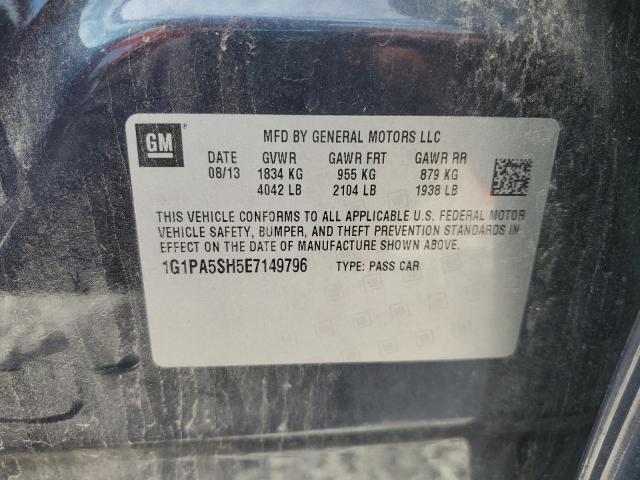 GM ®
MFD BY GENERAL MOTORS LLC
DATE GVWR GAWR FRT GAWR RR
08/13 1834 KG 955 KG 879 KG
4042 LB 2104 LB 1938 LB
THIS VEHICLE CONFORMS TO ALL APPLICABLE U.S. FEDERAL MOTOR
VEHICLE SAFETY, BUMPER, AND THEFT PREVENTION STANDARDS IN
EFFECT ON THE DATE OF MANUFACTURE SHOWN ABOVE.
1G1PA5SH5E7149796 TYPE: PASS CAR